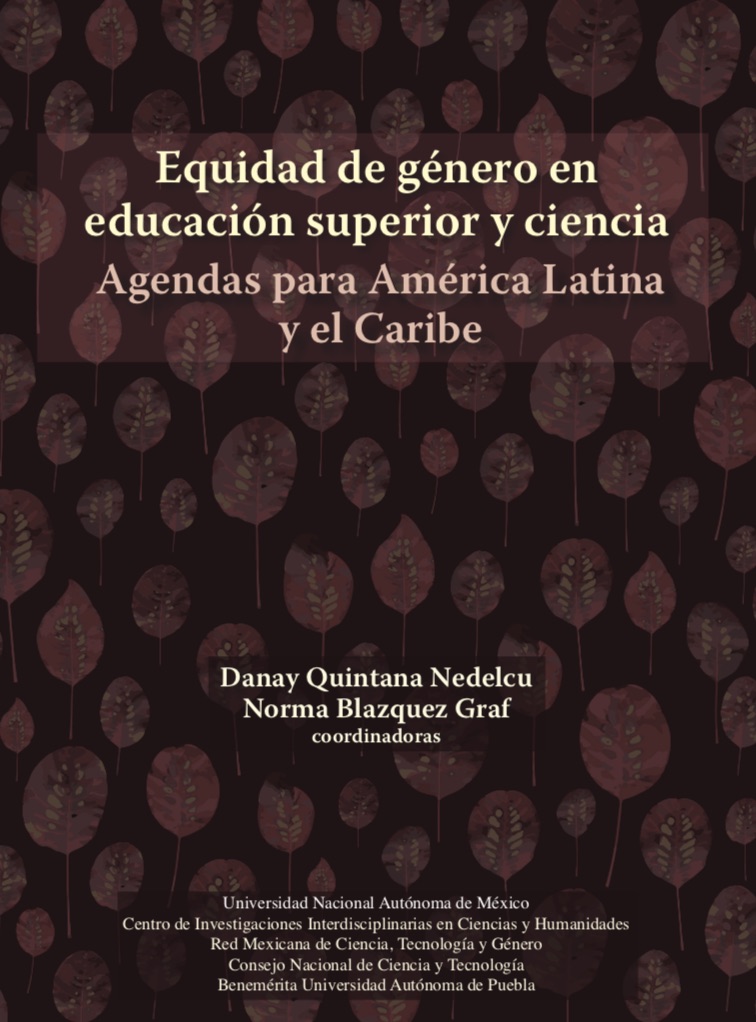 Equidad de género en
educación superior y ciencia
Agendas para América Latina
y el Caribe
Danay Quintana Nedelcu
Norma Blazquez Graf
coordinadoras
Universidad Nacional Autónoma de México
Centro de Investigaciones Interdisciplinarias en Ciencias y Humanidades
Red Mexicana de Ciencia, Tecnología y Género
Consejo Nacional de Ciencia y Tecnología
Benemérita Universidad Autónoma de Puebla